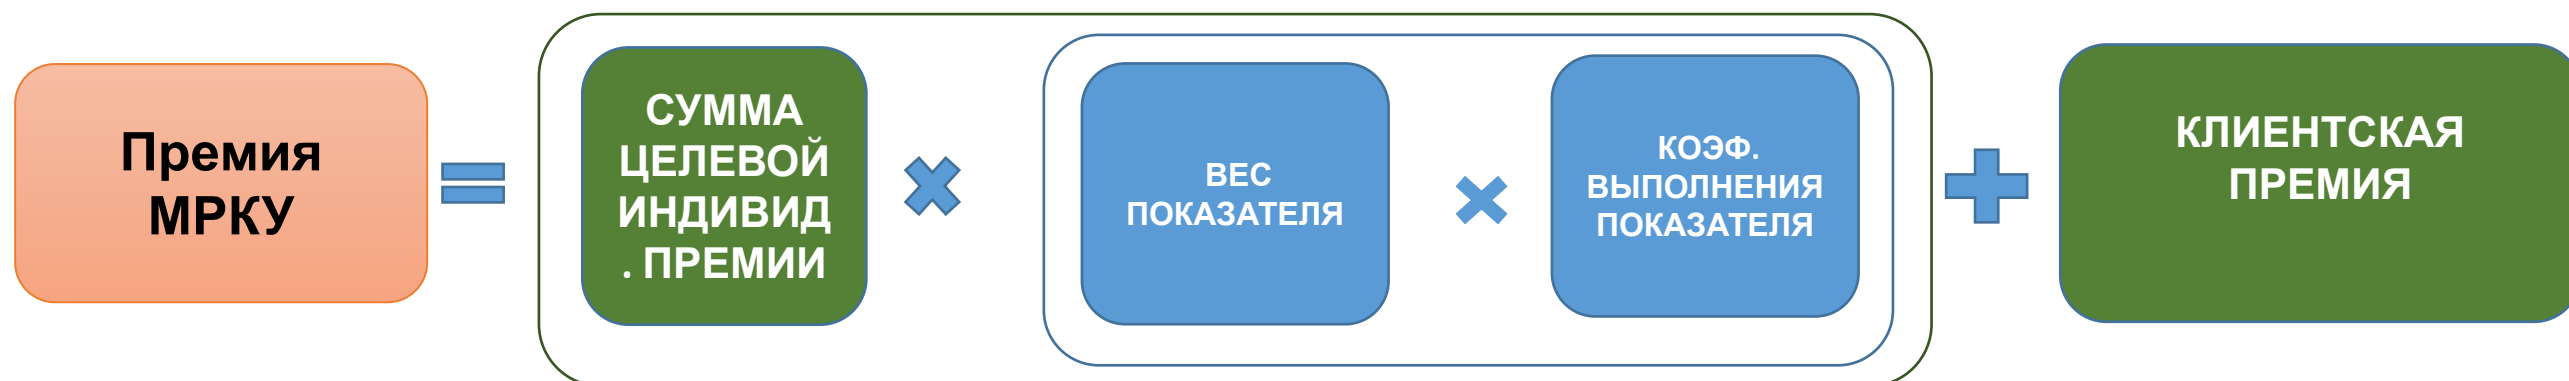 Премия
МРКУ
СУММА
ЦЕЛЕВОЙ
ИНДИВИД
. ПРЕМИИ
ВЕС
ПОКАЗАТЕЛЯ
КОЭФ.
ВЫПОЛНЕНИЯ
ПОКАЗАТЕЛЯ
КЛИЕНТСКАЯ
ПРЕМИЯ